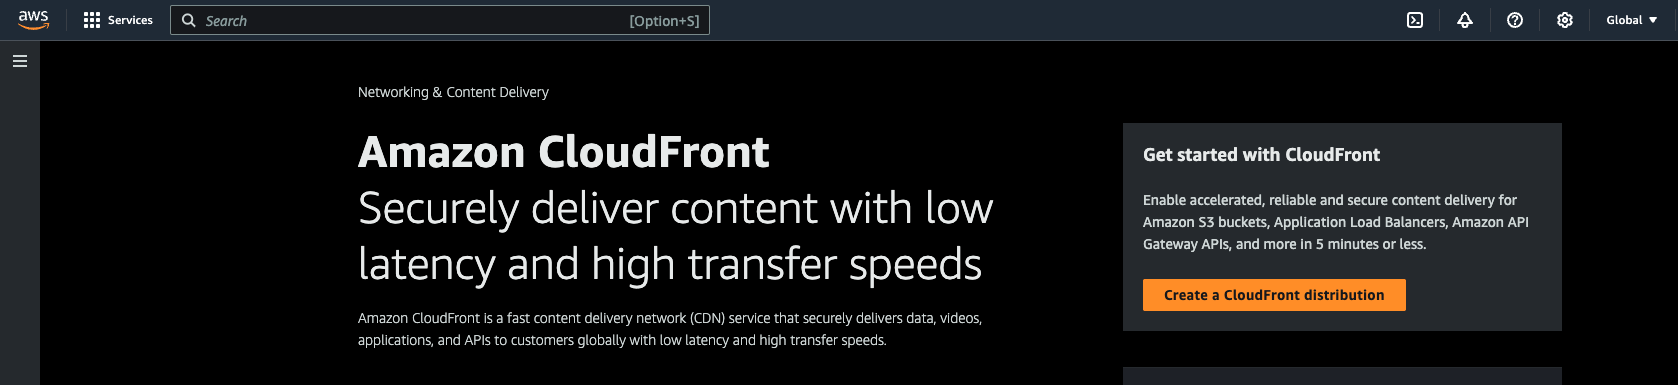 aws
Services
Search
[Option+S]
Global
Networking & Content Delivery
Amazon CloudFront
Securely deliver content with low
latency and high transfer speeds
Amazon CloudFront is a fast content delivery network (CDN) service that securely delivers data, videos,
applications, and APIs to customers globally with low latency and high transfer speeds.
Get started with CloudFront
Enable accelerated, reliable and secure content delivery for
Amazon S3 buckets, Application Load Balancers, Amazon API
Gateway APIs, and more in 5 minutes or less.
Create a CloudFront distribution